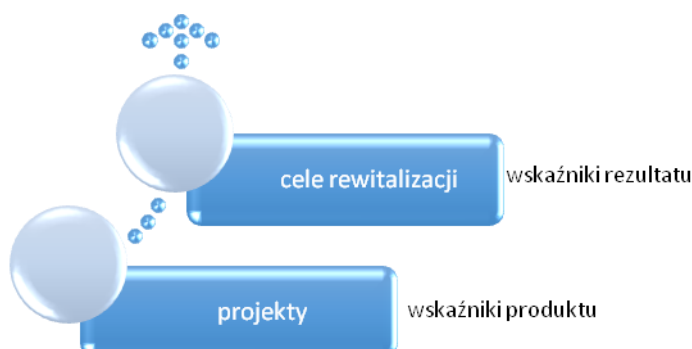 cele rewitalizacji
wskaźniki rezultatu
projekty
wskaźniki produktu